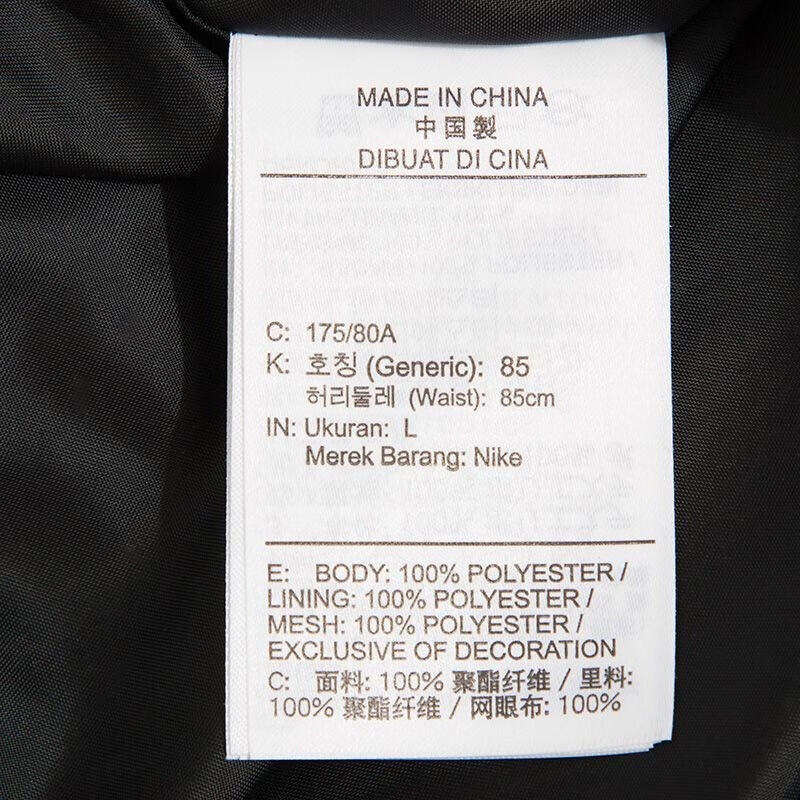 MADE IN CHINA
中国製
DIBUAT DI CINA
C: 175/80A
K: 호칭 (Generic): 85
허리둘레 (Waist): 85cm
IN: Ukuran: L
Merek Barang: Nike
E: BODY: 100% POLYESTER /
LINING: 100% POLYESTER /
MESH: 100% POLYESTER /
EXCLUSIVE OF DECORATION
C: 面料: 100% 聚酯纤维 / 里料:
100% 聚酯纤维 / 网眼布: 100%